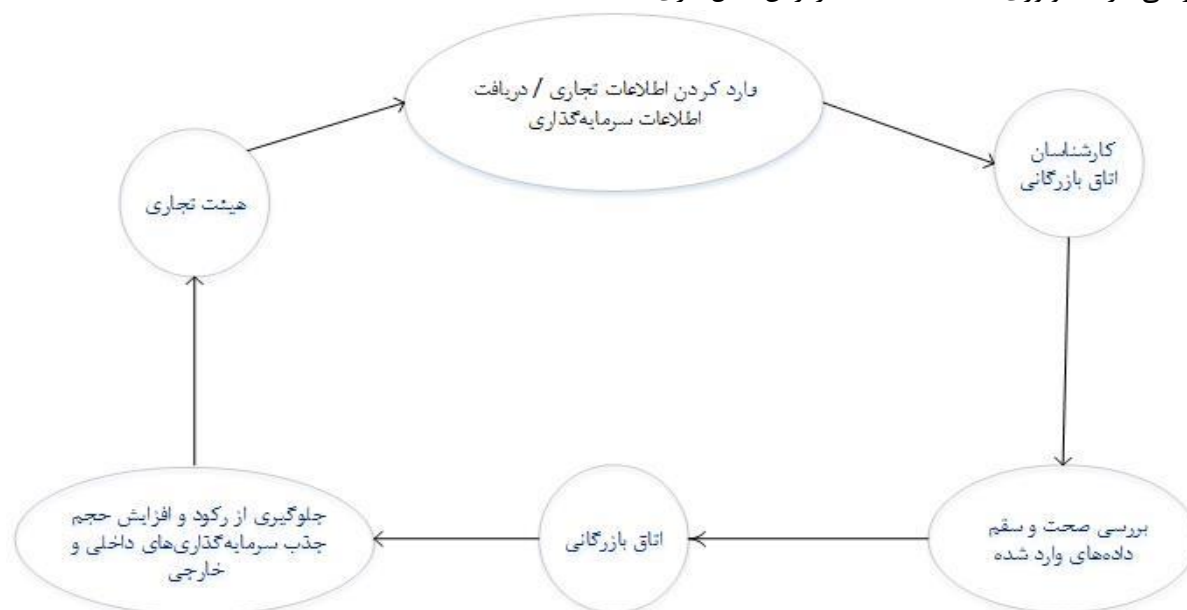 وارد کردن اطلاعات تجاری / دریافت
اطلاعات سرمایه‌گذاری
کارشناسان
اتاق بازرگانی
هیئت تجاری
بررسی صحت و سقم
داده‌های وارد شده
اتاق بازرگانی
جلوگیری از رکود و افزایش حجم
جذب سرمایه‌گذاری‌های داخلی و
خارجی